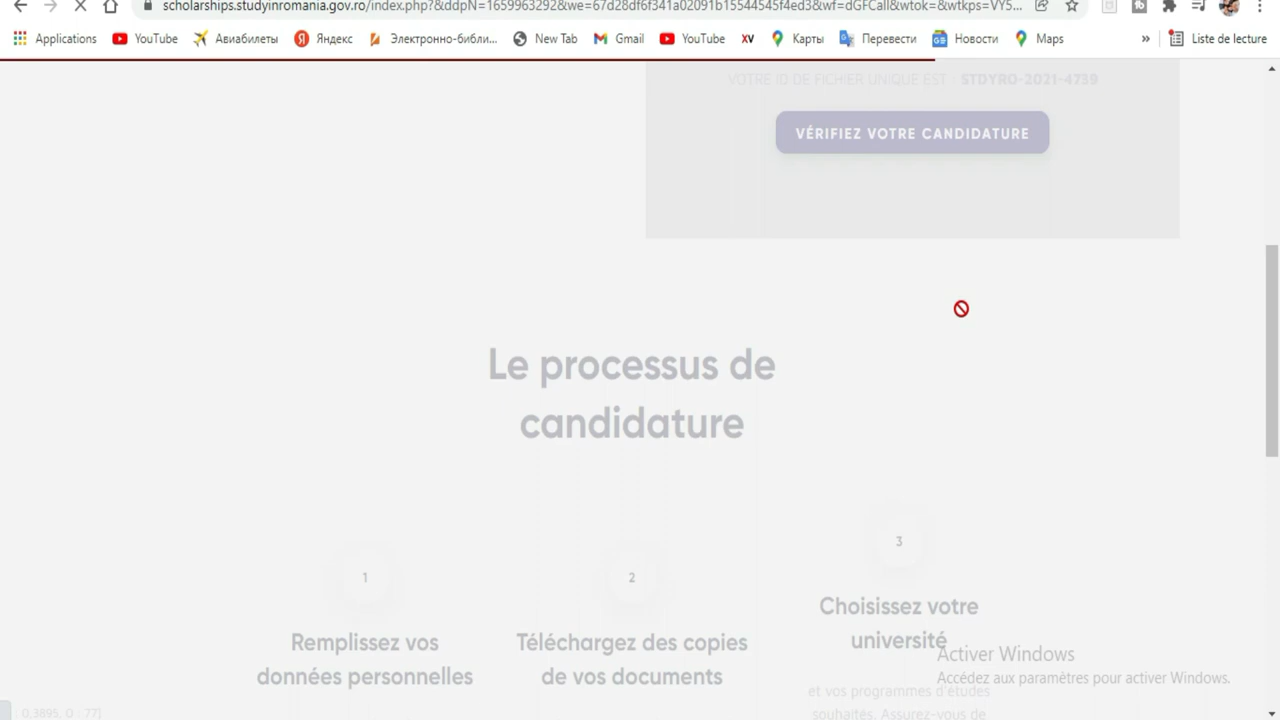 scholarships.studyinromania.gov.ro/index.php?&ddpN=1659963292&we=67d28df6f341a02091b15544545f4ed3&wf=dGFCall&wtok=&wtkps=VY5...
Applications YouTube Авиабилеты Яндекс Электронно-библи... New Tab Gmail YouTube XV Карты Перевести Новости Maps » Liste de lecture
VOTRE ID DE FICHIER UNIQUE EST STDYRO-2021-4739
VÉRIFIEZ VOTRE CANDIDATURE
Le processus de
candidature
1
Remplissez vos
données personnelles
2
Téléchargez des copies
de vos documents
3
Choisissez votre
université
et vos programmes d'études
souhaités. Assurez-vous de
Activer Windows
Accédez aux paramètres pour activer Windows.
: 0,3895, Q : 77]